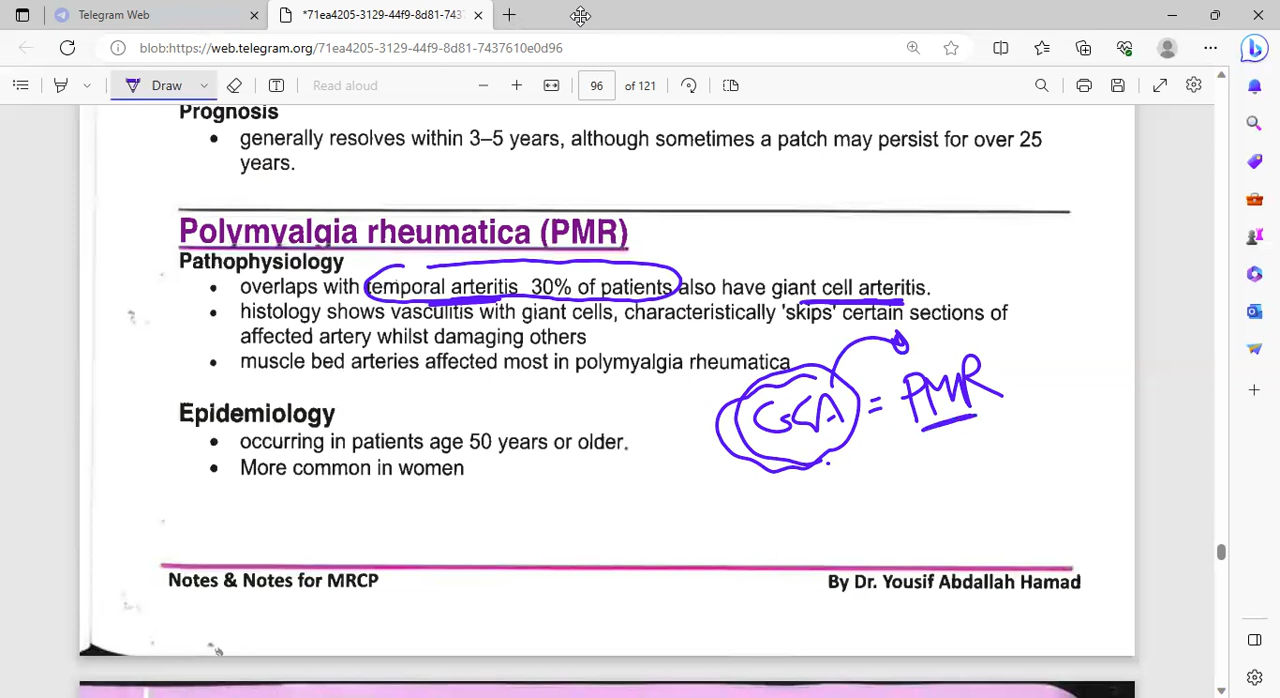 Telegram Web
*71ea4205-3129-44f9-8d81-743
blob:https://web.telegram.org/71ea4205-3129-44f9-8d81-7437610e0d96
Draw
Read aloud
96 of 121
Prognosis
• generally resolves within 3–5 years, although sometimes a patch may persist for over 25
years.
Polymyalgia rheumatica (PMR)
Pathophysiology
• overlaps with temporal arteritis 30% of patients also have giant cell arteritis.
• histology shows vasculitis with giant cells, characteristically 'skips' certain sections of
affected artery whilst damaging others
• muscle bed arteries affected most in polymyalgia rheumatica
GCA = PMR
Epidemiology
• occurring in patients age 50 years or older.
• More common in women
Notes & Notes for MRCP
By Dr. Yousif Abdallah Hamad